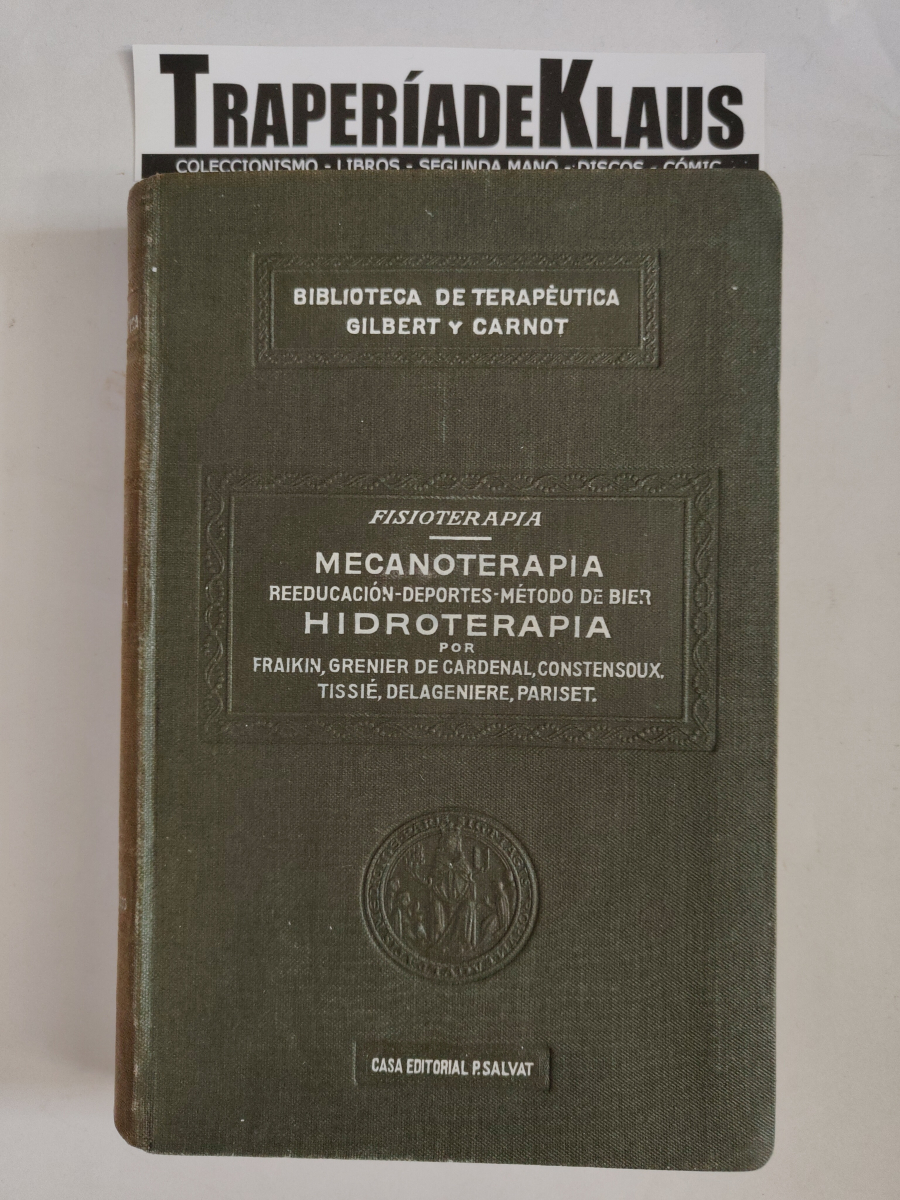 TRAPERÍADEKLAUS
COLECCIONISMO - LIBROS - SEGUNDA MANO - DISCOS - CÓMIC
BIBLIOTECA DE TERAPÉUTICA
GILBERT Y CARNOT
FISIOTERAPIA
MECANOTERAPIA
REEDUCACIÓN-DEPORTES-MÉTODO DE BIER
HIDROTERAPIA
POR
FRAIKIN, GRENIER DE CARDENAL, CONSTENSOUX.
TISSIÉ, DELAGENIERE, PARISET.
CASA EDITORIAL P. SALVAT